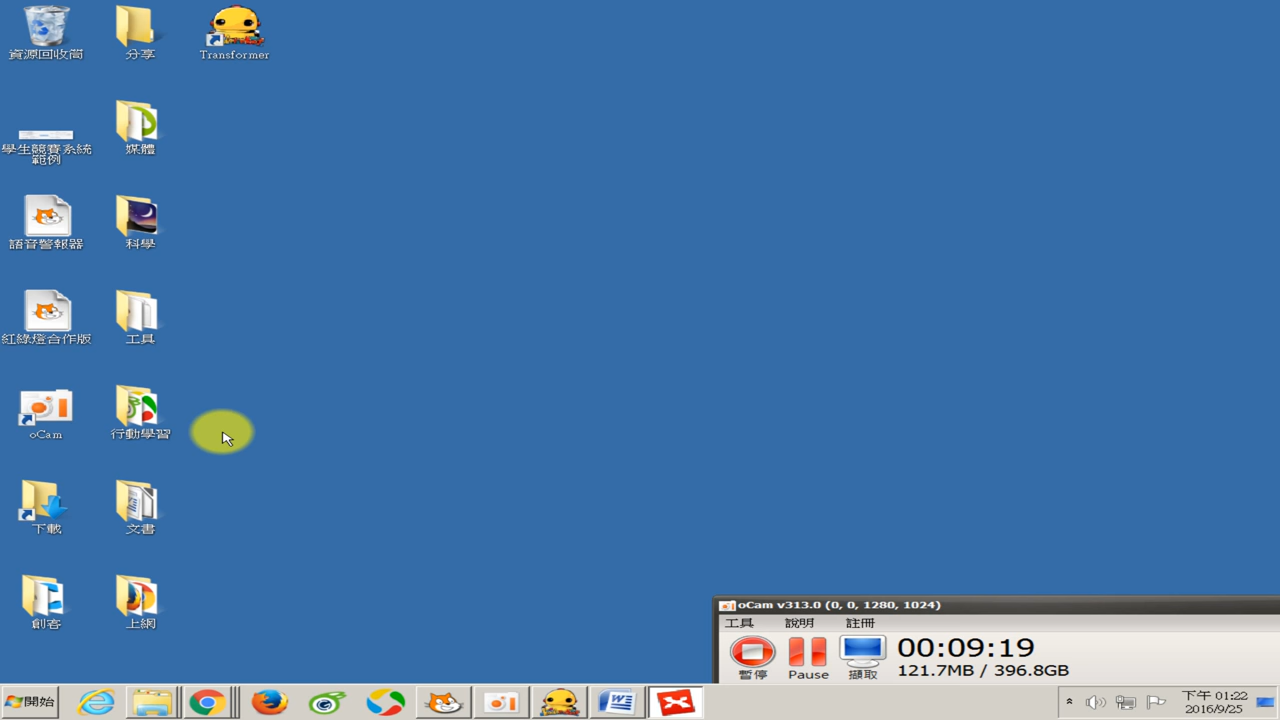 資源回收筒
分享
Transformer
學生競賽系統
範例
媒體
語音警報器
科學
紅綠燈合作版
工具
oCam
行動學習
下載
文書
創客
上網
oCam v313.0 (0, 0, 1280, 1024)
工具 說明 註冊
00:09:19
121.7MB / 396.8GB
暫停 Pause 擷取
開始
下午 01:22
2016/9/25